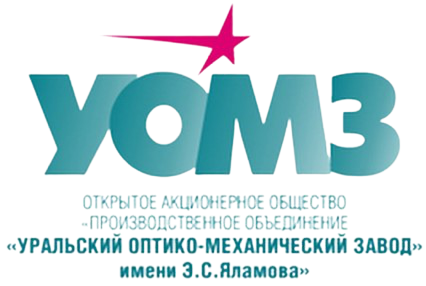 УОМЗ
ОТКРЫТОЕ АКЦИОНЕРНОЕ ОБЩЕСТВО
«ПРОИЗВОДСТВЕННОЕ ОБЪЕДИНЕНИЕ
«УРАЛЬСКИЙ ОПТИКО-МЕХАНИЧЕСКИЙ ЗАВОД»
имени Э.С.Яламова»